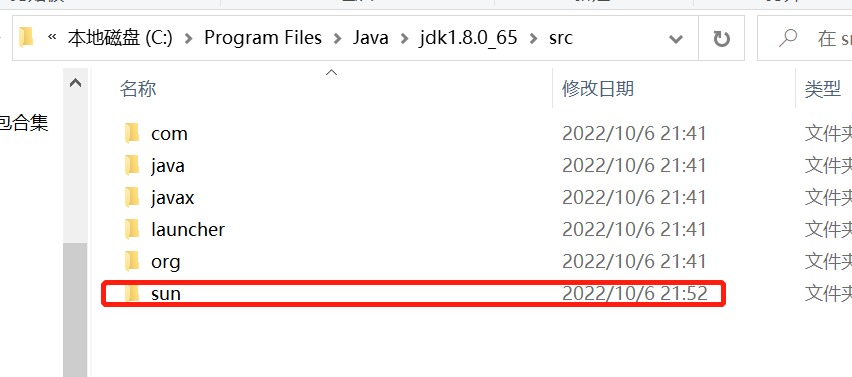 « 本地磁盘 (C:) › Program Files › Java › jdk1.8.0_65 › src 在 sr
名称 修改日期 类型
包合集
com 2022/10/6 21:41 文件夹
java 2022/10/6 21:41 文件夹
javax 2022/10/6 21:41 文件夹
launcher 2022/10/6 21:41 文件夹
org 2022/10/6 21:41 文件夹
sun 2022/10/6 21:52 文件夹